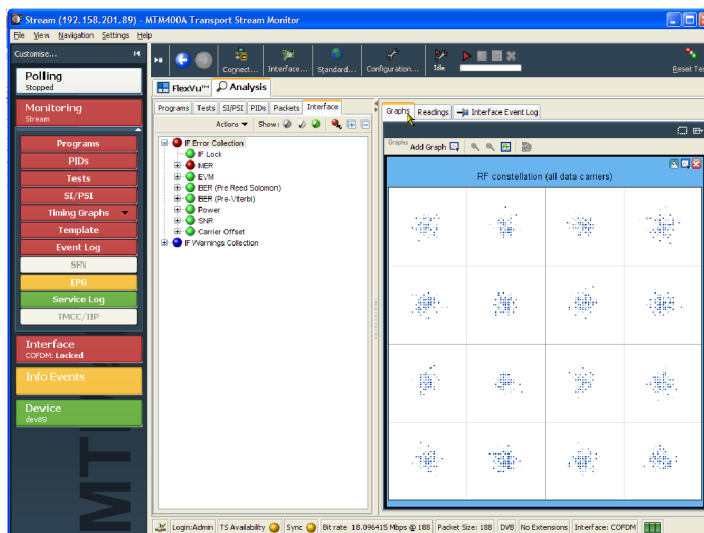 Stream (192.158.201.89) - MTM400A Transport Stream Monitor
File View Navigation Settings Help
Customise...
Connect... Interface... Standard... Configuration... Idle Reset Tes
Polling
Stopped
FlexVu™ Analysis
Monitoring
Stream
Programs Tests SI/PSI PIDs Packets Interface
Graphs Readings Interface Event Log
Actions Show:
Graphs Add Graph
Programs
PIDs
Tests
SI/PSI
Timing Graphs
Template
Event Log
SFN
EPG
Service Log
TMCC/IIP
Interface
COFDM: Locked
Info Events
Device
dev89
MTM
IF Error Collection
IF Lock
MER
EVM
BER (Pre Reed Solomon)
BER (Pre-Viterbi)
Power
SNR
Carrier Offset
IF Warnings Collection
RF constellation (all data carriers)
Login:Admin TS Availability Sync Bit rate 18.096415 Mbps @ 188 Packet Size: 188 DVB No Extensions Interface: COFDM